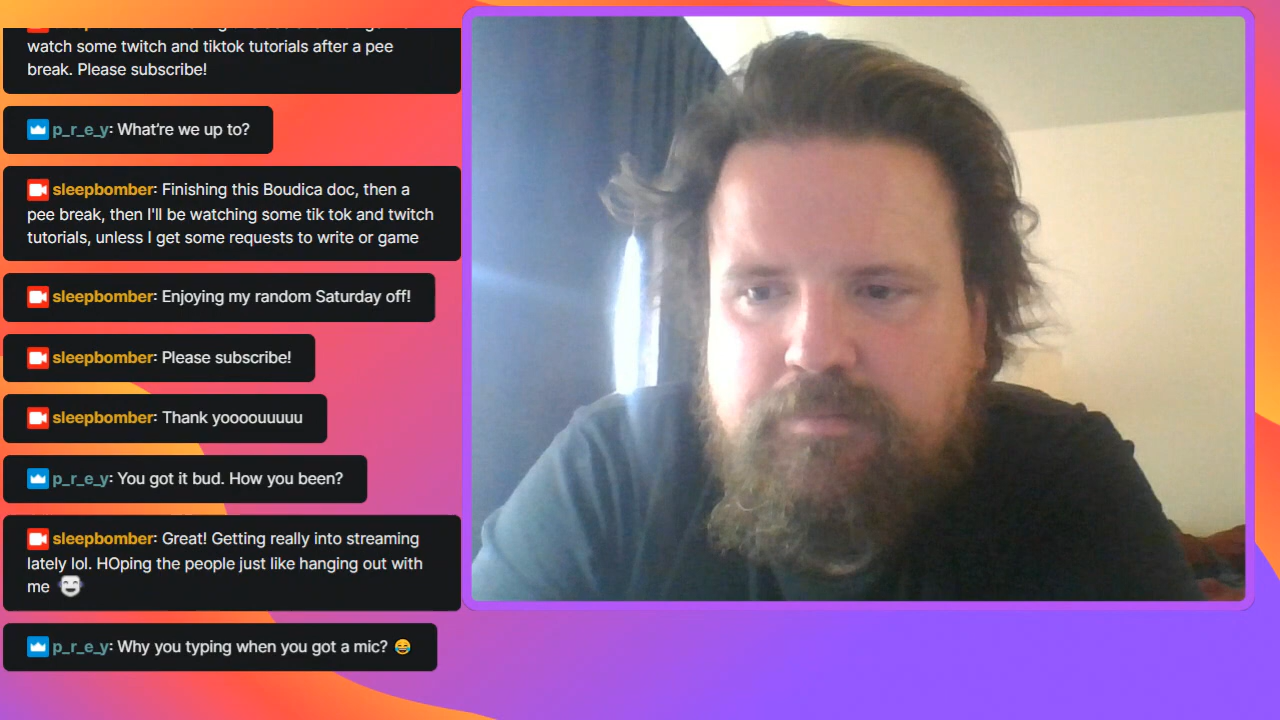 watch some twitch and tiktok tutorials after a pee
break. Please subscribe!
p_r_e_y: What're we up to?
sleepbomber: Finishing this Boudica doc, then a
pee break, then I'll be watching some tik tok and twitch
tutorials, unless I get some requests to write or game
sleepbomber: Enjoying my random Saturday off!
sleepbomber: Please subscribe!
sleepbomber: Thank yoooouuuuu
p_r_e_y: You got it bud. How you been?
sleepbomber: Great! Getting really into streaming
lately lol. HOping the people just like hanging out with
me
p_r_e_y: Why you typing when you got a mic? 😂